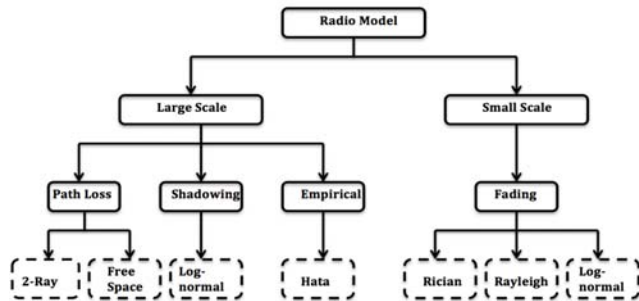 Radio Model
Large Scale
Small Scale
Path Loss
Shadowing
Empirical
Fading
2-Ray
Free
Space
Log-
normal
Hata
Rician
Rayleigh
Log-
normal